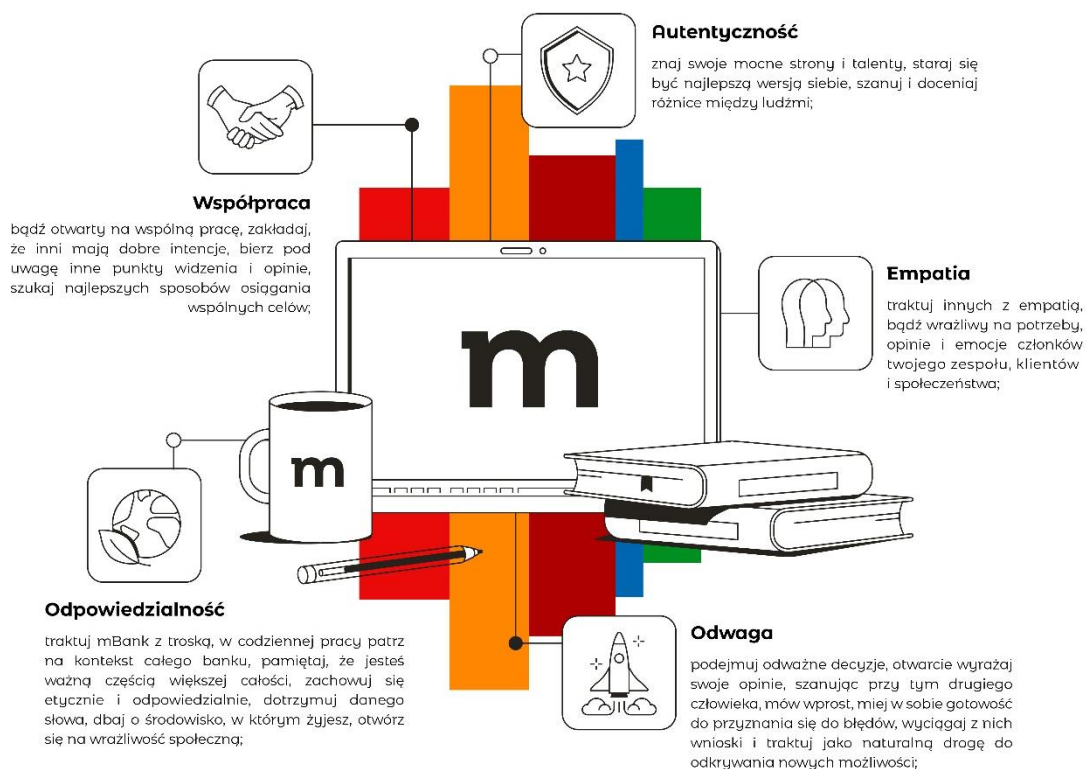 Autentyczność
znaj swoje mocne strony i talenty, staraj się
być najlepszą wersją siebie, szanuj i doceniaj
różnice między ludźmi;
Współpraca
bądź otwarty na wspólną pracę, zakładaj,
że inni mają dobre intencje, bierz pod
uwagę inne punkty widzenia i opinie,
szukaj najlepszych sposobów osiągania
wspólnych celów;
Empatia
traktuj innych z empatią,
bądź wrażliwy na potrzeby,
opinie i emocje członków
twojego zespołu, klientów
i społeczeństwa;
m
m
Odpowiedzialność
traktuj mBank z troską, w codziennej pracy patrz
na kontekst całego banku, pamiętaj, że jesteś
ważną częścią większej całości, zachowuj się
etycznie i odpowiedzialnie, dotrzymuj danego
słowa, dbaj o środowisko, w którym żyjesz, otwórz
się na wrażliwość społeczną;
Odwaga
podejmuj odważne decyzje, otwarcie wyrażaj
swoje opinie, szanując przy tym drugiego
człowieka, mów wprost, miej w sobie gotowość
do przyznania się do błędów, wyciągaj z nich
wnioski i traktuj jako naturalną drogę do
odkrywania nowych możliwości;